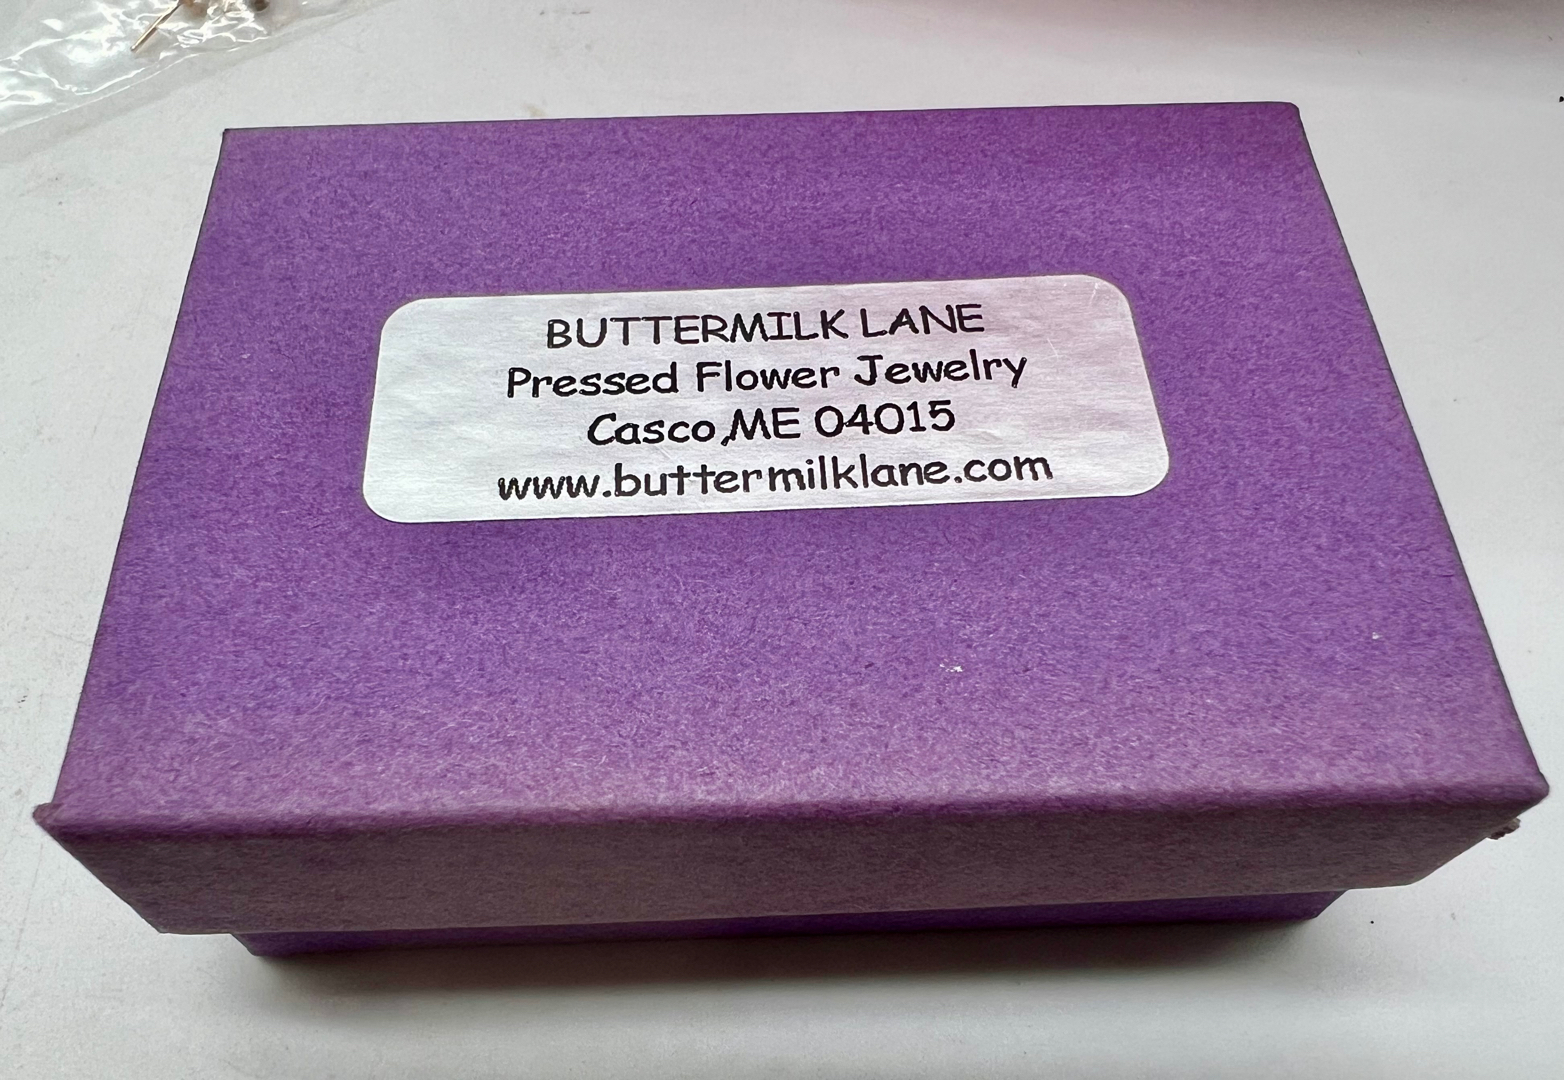 BUTTERMILK LANE
Pressed Flower Jewelry
Casco,ME 04015
www.buttermilklane.com